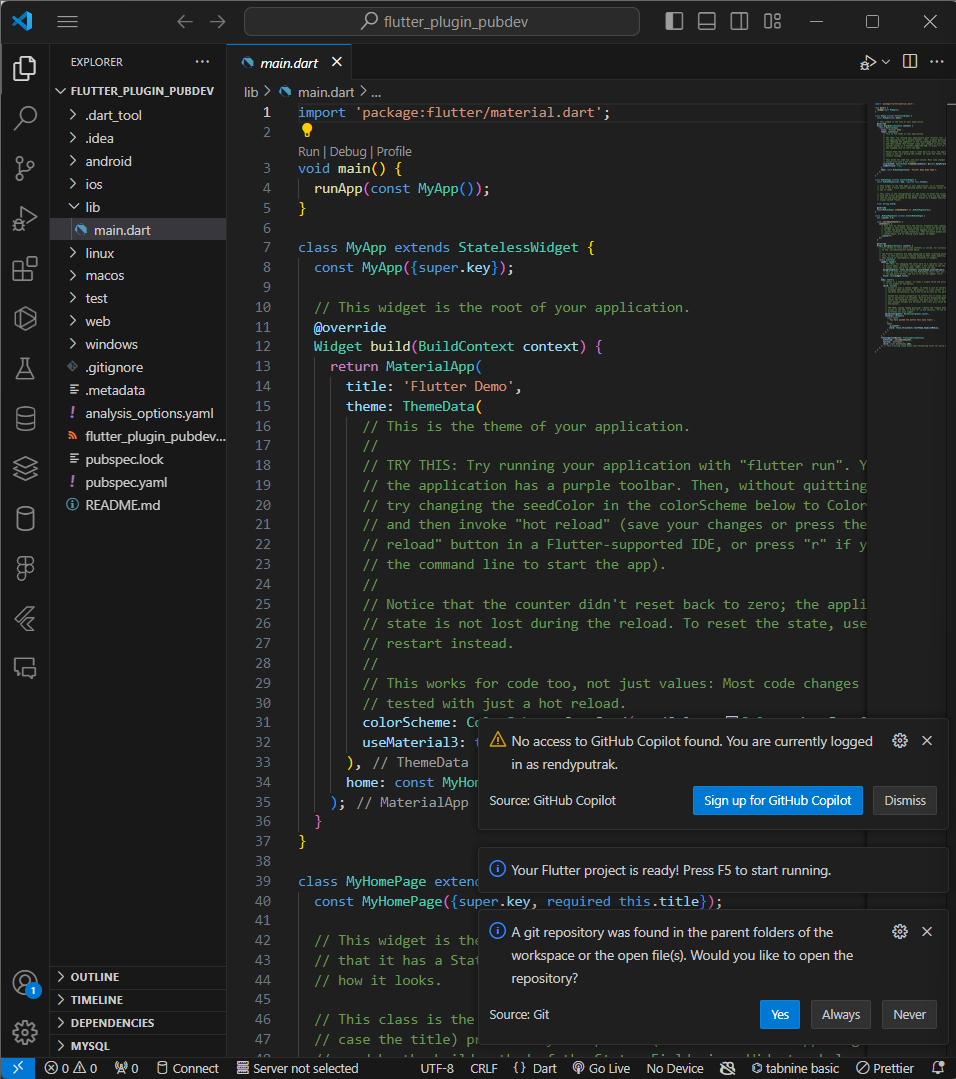 flutter_plugin_pubdev
EXPLORER
FLUTTER_PLUGIN_PUBDEV
.dart_tool
.idea
android
ios
lib
main.dart
linux
macos
test
web
windows
.gitignore
.metadata
analysis_options.yaml
flutter_plugin_pubdev...
pubspec.lock
pubspec.yaml
README.md
OUTLINE
TIMELINE
DEPENDENCIES
MYSQL
main.dart
lib > main.dart > ...
1 import 'package:flutter/material.dart';
2
Run | Debug | Profile
3 void main() {
4 runApp(const MyApp());
5 }
6
7 class MyApp extends StatelessWidget {
8 const MyApp({super.key});
9
10 // This widget is the root of your application.
11 @override
12 Widget build(BuildContext context) {
13 return MaterialApp(
14 title: 'Flutter Demo',
15 theme: ThemeData(
16 // This is the theme of your application.
17 //
18 // TRY THIS: Try running your application with "flutter run". Y
19 // the application has a purple toolbar. Then, without quitting
20 // try changing the seedColor in the colorScheme below to Color
21 // and then invoke "hot reload" (save your changes or press the
22 // reload" button in a Flutter-supported IDE, or press "r" if y
23 // the command line to start the app).
24 //
25 // Notice that the counter didn't reset back to zero; the appli
26 // state is not lost during the reload. To reset the state, use
27 // restart instead.
28 //
29 // This works for code too, not just values: Most code changes
30 // tested with just a hot reload.
31 colorScheme: Co
32 useMaterial3: t
33 ), // ThemeData
34 home: const MyHom
35 ); // MaterialApp
36 }
37 }
38
39 class MyHomePage extend
40 const MyHomePage({super.key, required this.title});
41
42 // This widget is the
43 // that it has a Stat
44 // how it looks.
45
46 // This class is the
47 // case the title) pr
48
No access to GitHub Copilot found. You are currently logged
in as rendyputrak.
Source: GitHub Copilot
Sign up for GitHub Copilot
Dismiss
Your Flutter project is ready! Press F5 to start running.
A git repository was found in the parent folders of the
workspace or the open file(s). Would you like to open the
repository?
Source: Git
Yes
Always
Never
1
0 0 0 Connect Server not selected UTF-8 CRLF {} Dart Go Live No Device tabnine basic Prettier